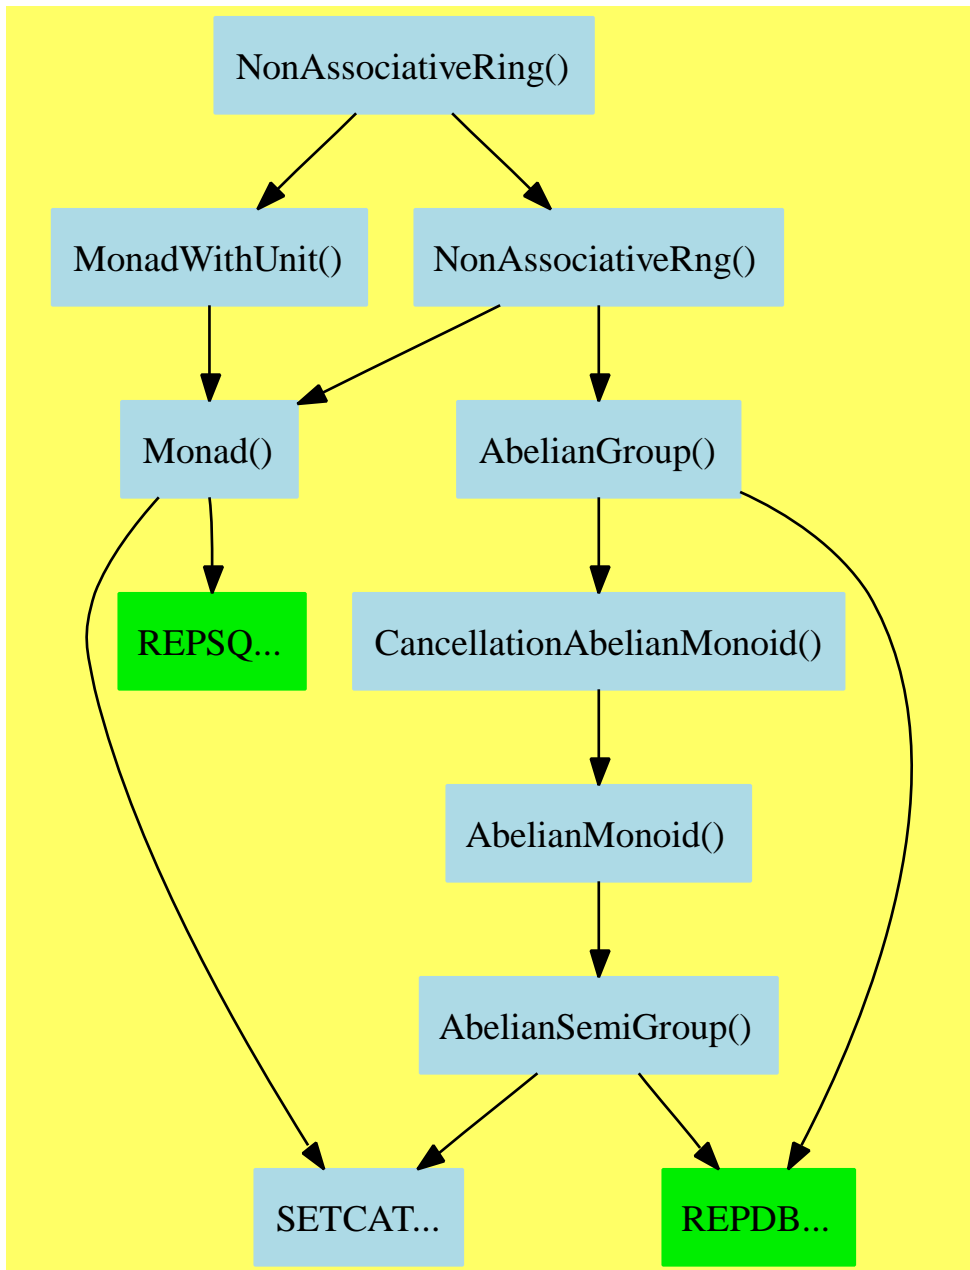 NonAssociativeRing()
MonadWithUnit()
NonAssociativeRng()
Monad()
AbelianGroup()
REPSQ...
CancellationAbelianMonoid()
AbelianMonoid()
AbelianSemiGroup()
SETCAT...
REPDB...